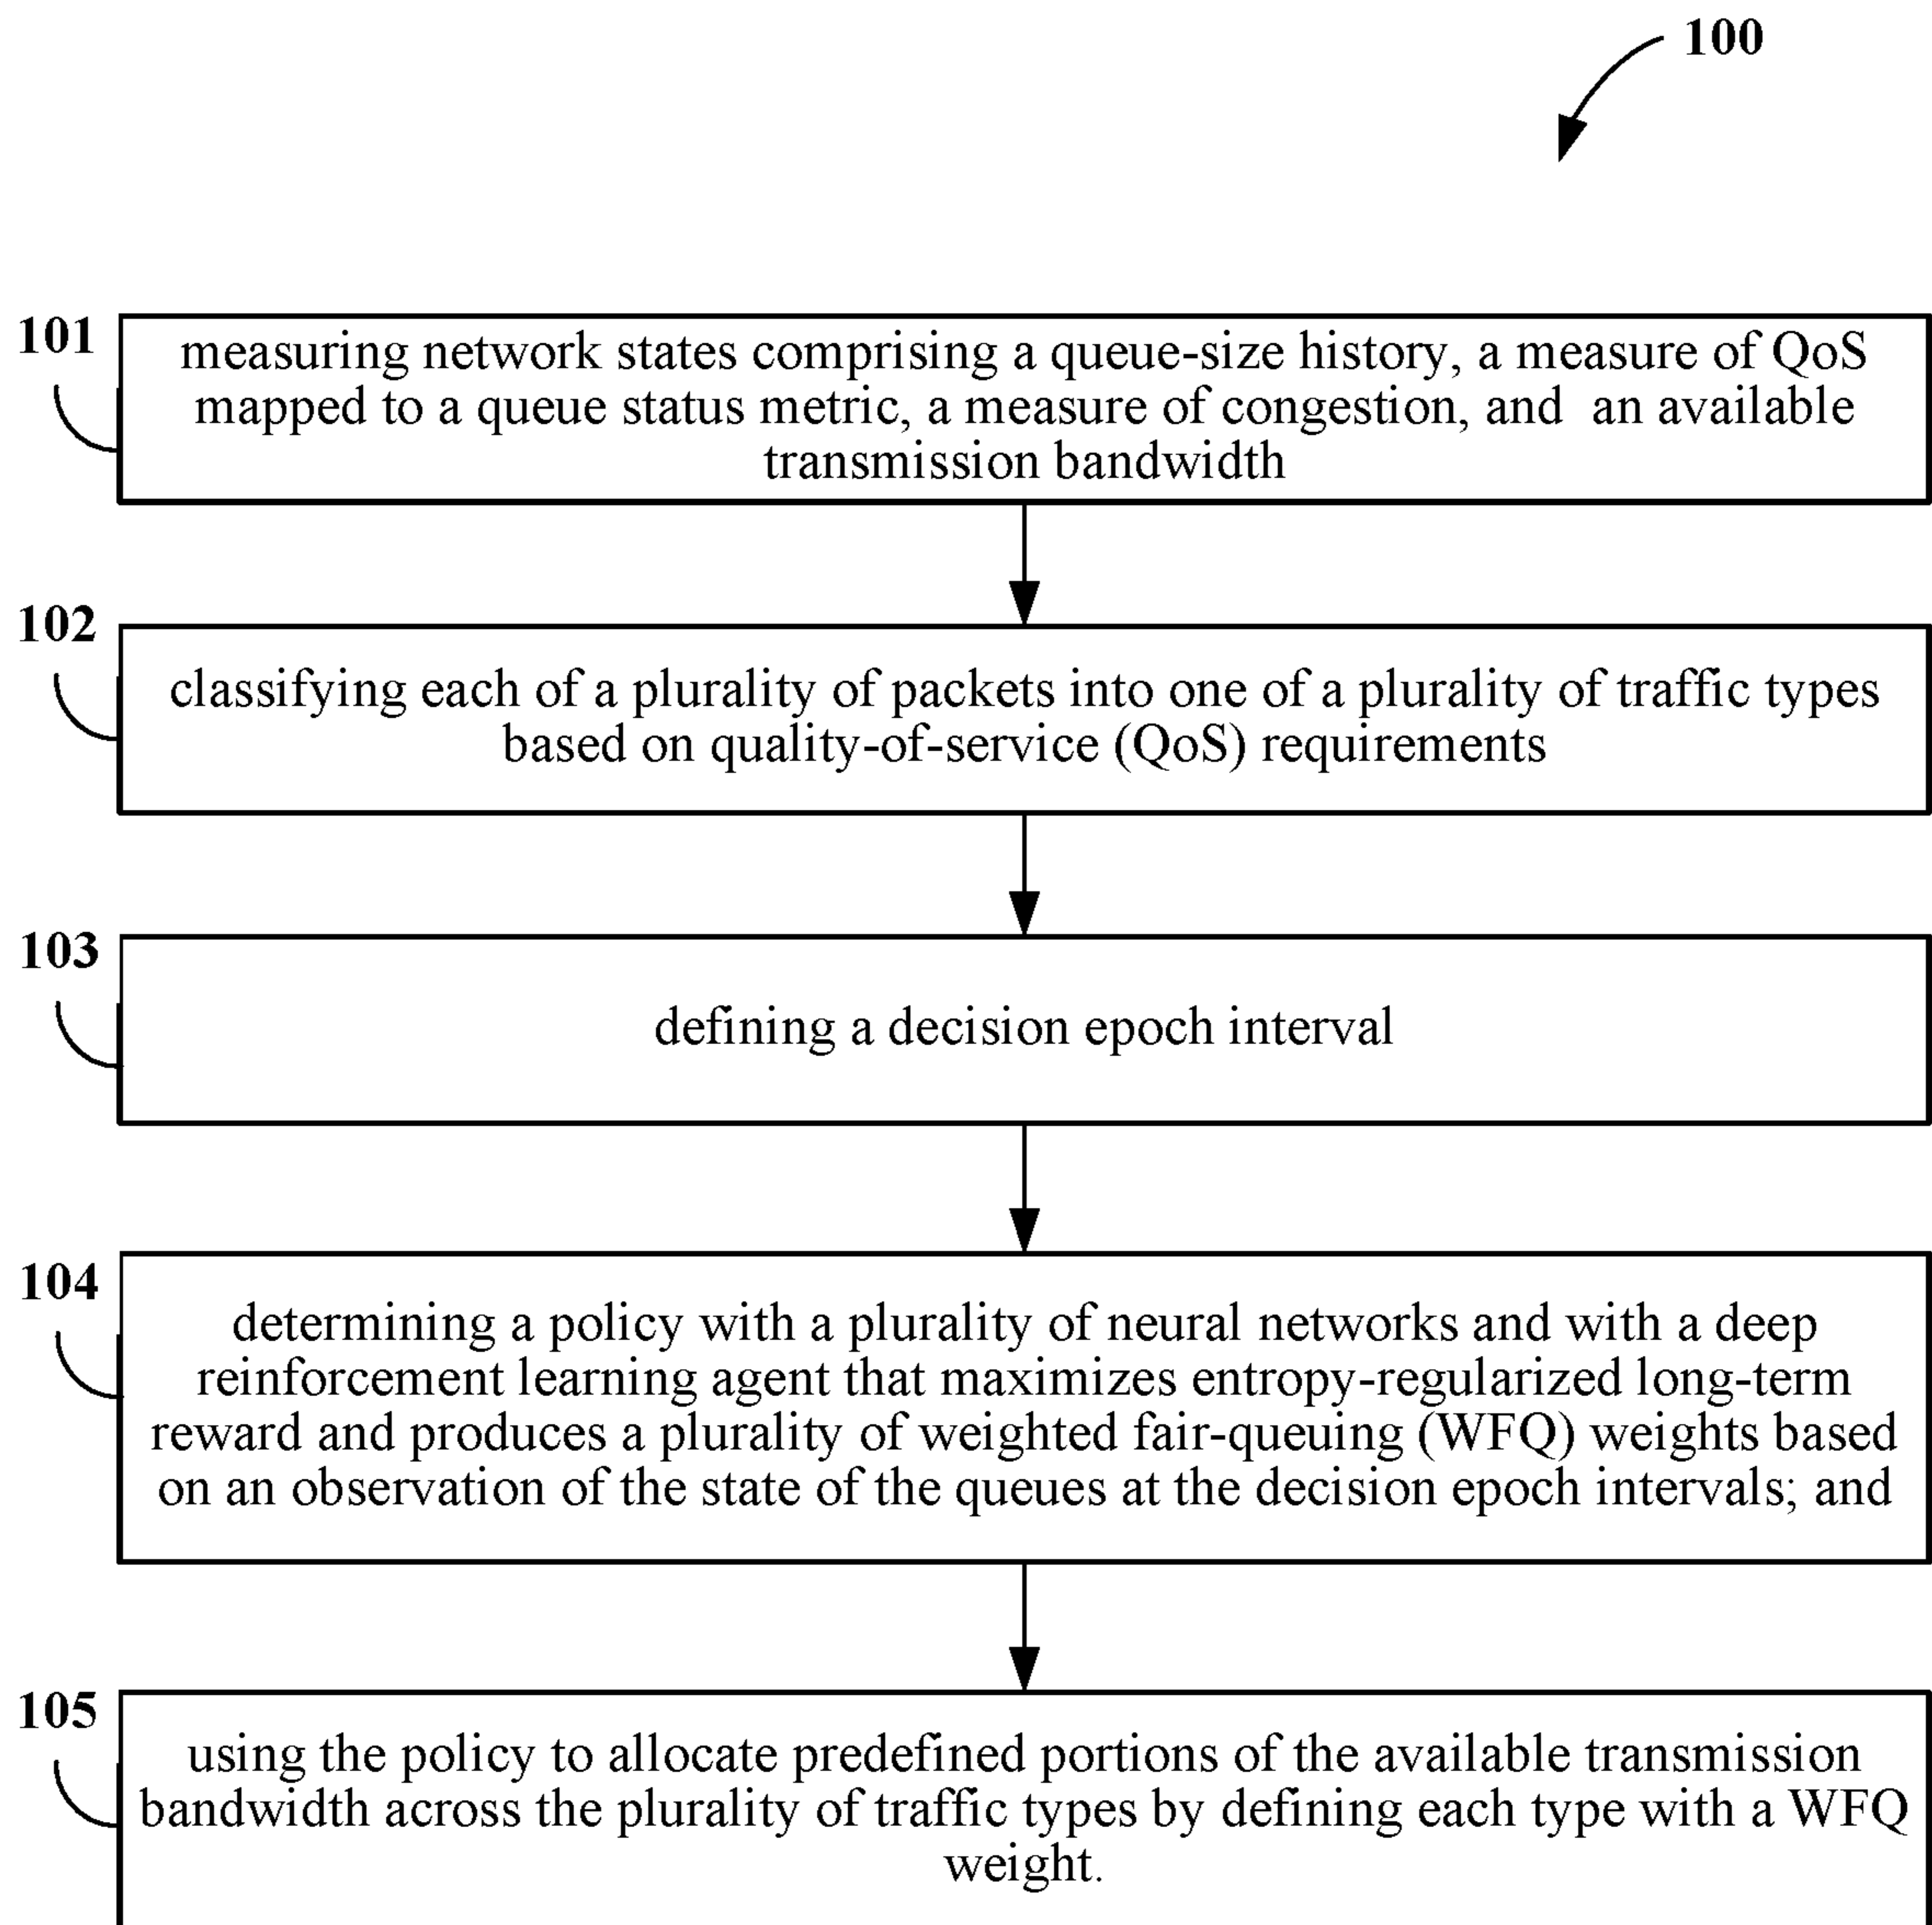 100
101
measuring network states comprising a queue-size history, a measure of QoS
mapped to a queue status metric, a measure of congestion, and an available
transmission bandwidth
102
classifying each of a plurality of packets into one of a plurality of traffic types
based on quality-of-service (QoS) requirements
103
defining a decision epoch interval
104
determining a policy with a plurality of neural networks and with a deep
reinforcement learning agent that maximizes entropy-regularized long-term
reward and produces a plurality of weighted fair-queuing (WFQ) weights based
on an observation of the state of the queues at the decision epoch intervals; and
105
using the policy to allocate predefined portions of the available transmission
bandwidth across the plurality of traffic types by defining each type with a WFQ
weight.